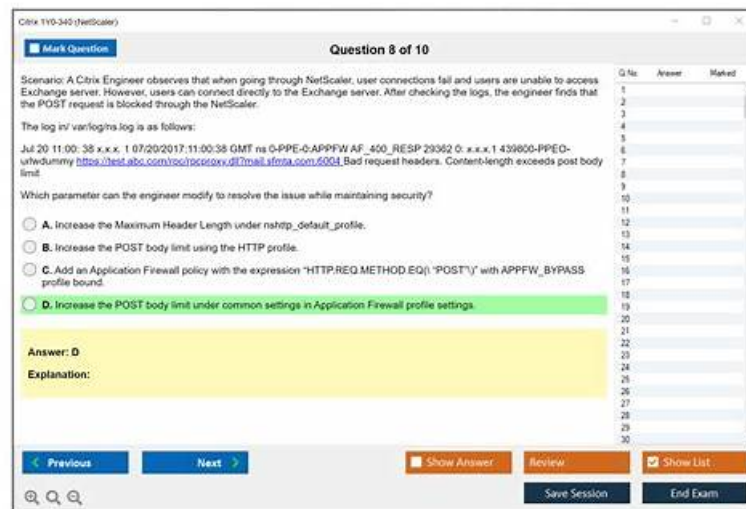 Citrix 1Y0-340 (NetScaler)
Mark Question
Question 8 of 10
Scenario: A Citrix Engineer observes that when going through NetScaler, user connections fail and users are unable to access
Exchange server. However, users can connect directly to the Exchange server. After checking the logs, the engineer finds that
the POST request is blocked through the NetScaler.
The log in/ var/log/ns.log is as follows:
Jul 20 11:00: 38 x.x.x. 1 07/20/2017:11:00:38 GMT ns 0-PPE-0:APPFW AF_400_RESP 29362 0: x.x.x.1 439800-PPEO-
urlwdummy https://test.abc.com/roc/rpcproxy.dll?mail.sfmta.com:6004 Bad request headers. Content-length exceeds post body
limit
Which parameter can the engineer modify to resolve the issue while maintaining security?
A. Increase the Maximum Header Length under nshttp_default_profile.
B. Increase the POST body limit using the HTTP profile.
C. Add an Application Firewall policy with the expression "HTTP.REQ.METHOD.EQ(\ "POST"\)" with APPFW_BYPASS
profile bound.
D. Increase the POST body limit under common settings in Application Firewall profile settings.
Answer: D
Explanation:
Q.No Answer Marked
1
2
3
4
5
6
7
8
9
10
11
12
13
14
15
16
17
18
19
20
21
22
23
24
25
26
27
28
29
30
Previous
Next
Show Answer
Review
Show List
Save Session
End Exam